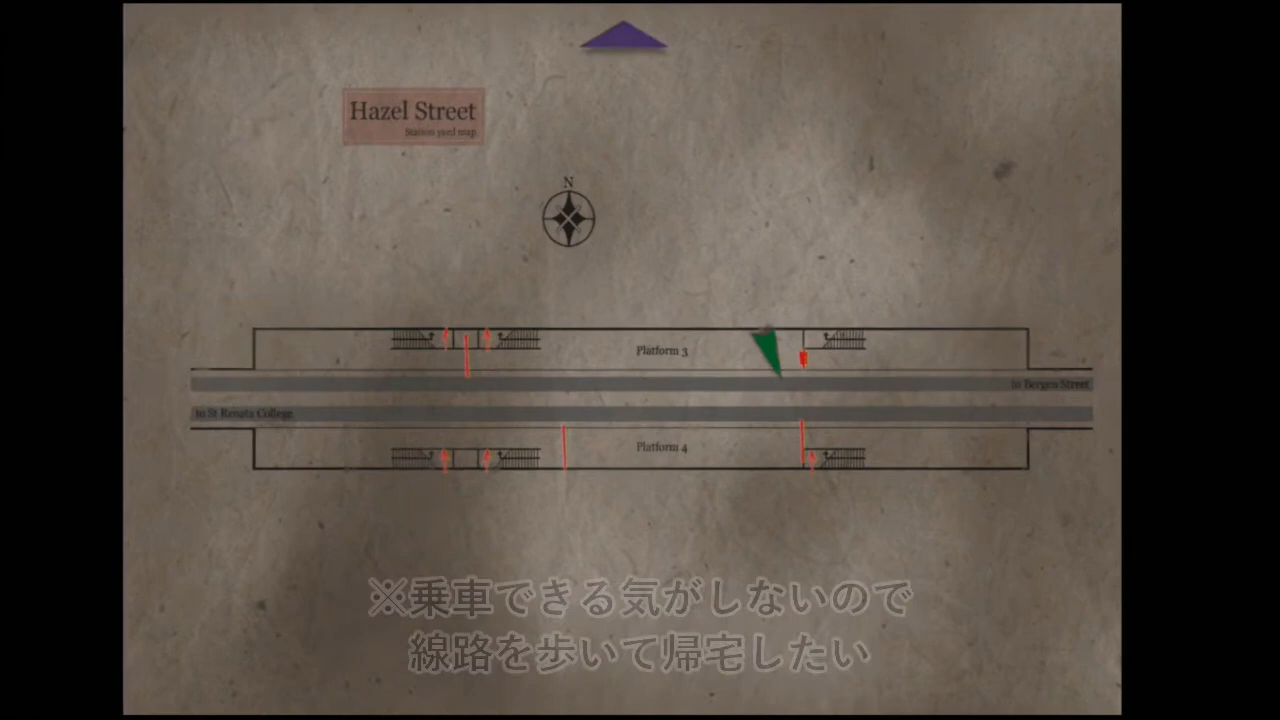 Hazel Street
Station yard map
N
Platform 3
to Bergen Street
to St Renata College
Platform 4
※乗車できる気がしないので
線路を歩いて帰宅したい